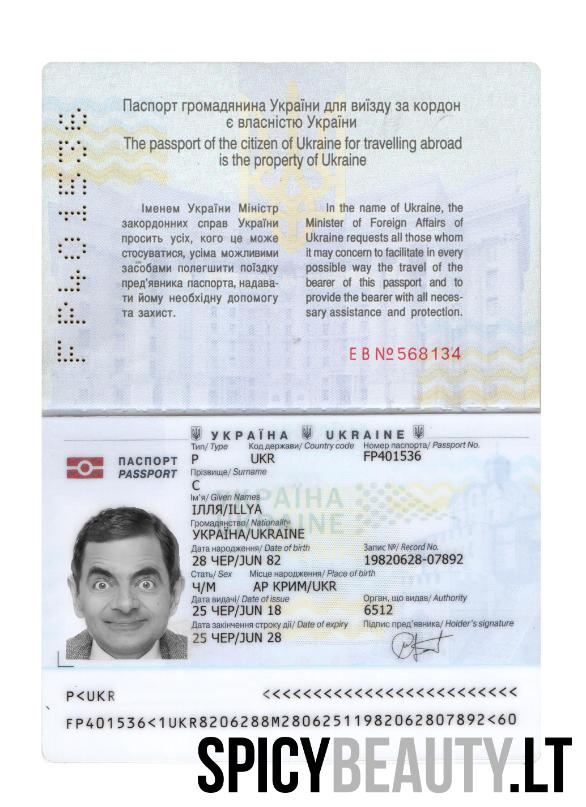 FP401536
Паспорт громадянина України для виїзду за кордон
є власністю України
The passport of the citizen of Ukraine for travelling abroad
is the property of Ukraine
Іменем України Міністр
закордонних справ України
просить усіх, кого це може
стосуватися, усіма можливими
засобами полегшити поїздку
пред'явника паспорта, надава-
ти йому необхідну допомогу
та захист.
In the name of Ukraine, the
Minister of Foreign Affairs of
Ukraine requests all those whom
it may concern to facilitate in every
possible way the travel of the
bearer of this passport and to
provide the bearer with all neces-
sary assistance and protection.
ЕВ №568134
УКРАЇНА UKRAINE
ПАСПОРТ
PASSPORT
Тип/ Type Код держави/ Country code Номер паспорта/ Passport No.
P UKR FP401536
Прізвище/ Surname
С
Ім'я/ Given Names
ІЛЛЯ/ILLYA
Громадянство/ Nationality
УКРАЇНА/UKRAINE
Дата народження/ Date of birth Запис №/ Record No.
28 ЧЕР/JUN 82 19820628-07892
Стать/ Sex Місце народження/ Place of birth
Ч/M АР КРИМ/UKR
Дата видачі/ Date of issue Орган, що видав/ Authority
25 ЧЕР/JUN 18 6512
Дата закінчення строку дії/ Date of expiry Підпис пред'явника/ Holder's signature
25 ЧЕР/JUN 28
P<UKR <<<<<<<<<<<<<<<<<<<<<<<<
FP401536<1UKR8206288M28062511982062807892<60
SPICYBEAUTY.LT